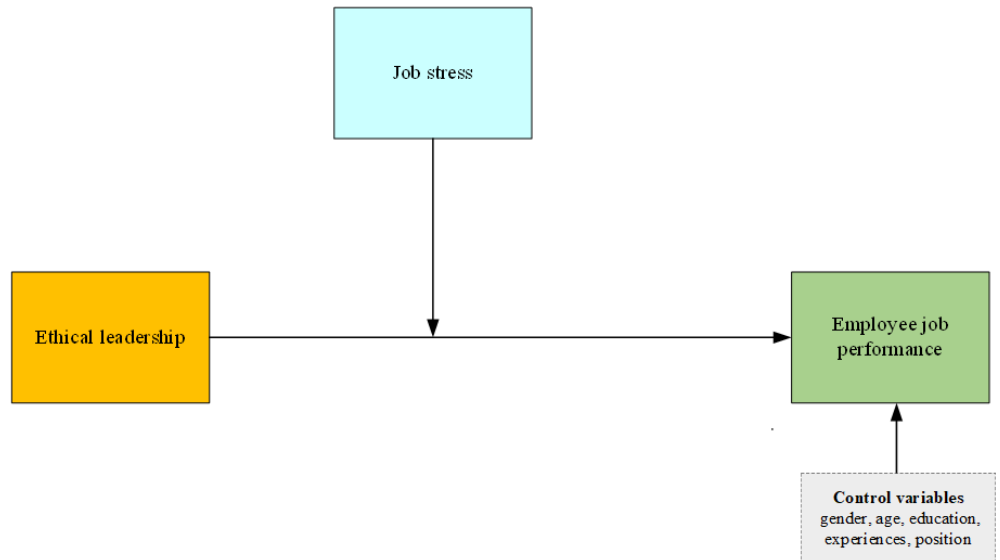 Job stress
Ethical leadership
Employee job
performance
Control variables
gender, age, education,
experiences, position